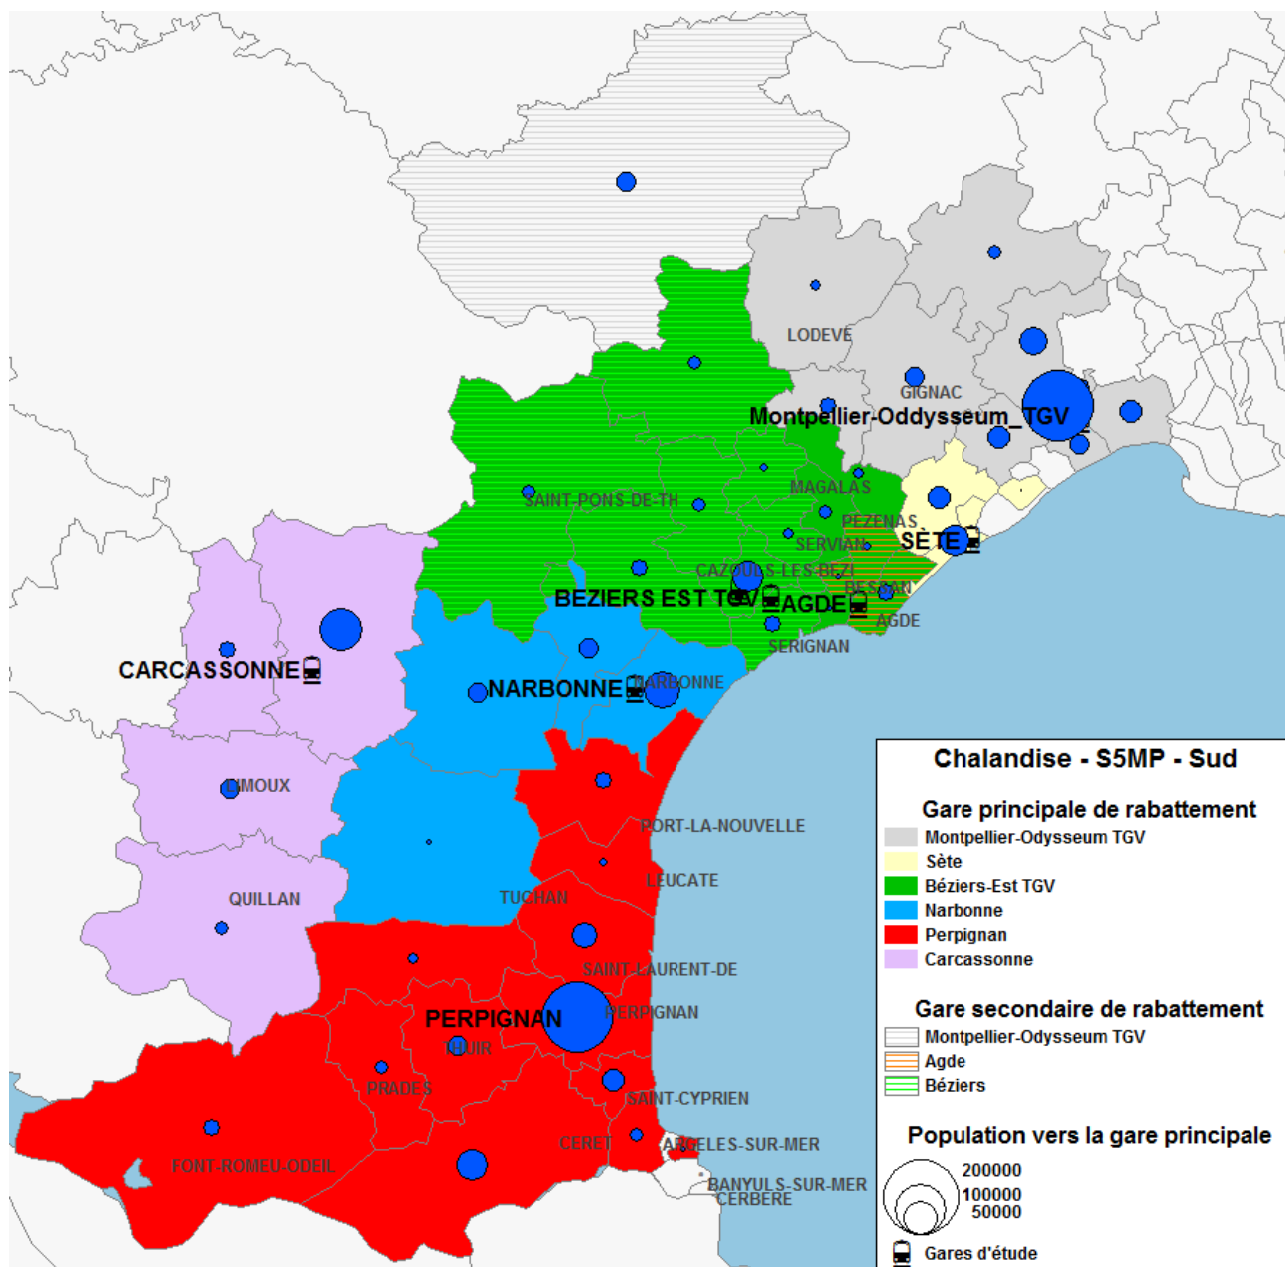 LODEVE
GIGNAC
Montpellier-Oddysseum_TGV
MAGALAS
SAINT-PONS-DE-TH
PEZENAS
SÈTE
SERVIAN
CAZOULS-LES-BEZI
BESSAN
BEZIERS EST TGV
AGDE
AGDE
SERIGNAN
CARCASSONNE
NARBONNE
NARBONNE
LIMOUX
PORT-LA-NOUVELLE
LEUCATE
QUILLAN
TUCHAN
SAINT-LAURENT-DE
PERPIGNAN
PERPIGNAN
THUIR
PRADES
SAINT-CYPRIEN
CERET
ARGELES-SUR-MER
FONT-ROMEU-ODEIL
BANYULS-SUR-MER
CERBERE
Chalandise - S5MP - Sud
Gare principale de rabattement
Montpellier-Odysseum TGV
Sète
Béziers-Est TGV
Narbonne
Perpignan
Carcassonne
Gare secondaire de rabattement
Montpellier-Odysseum TGV
Agde
Béziers
Population vers la gare principale
200000
100000
50000
Gares d'étude